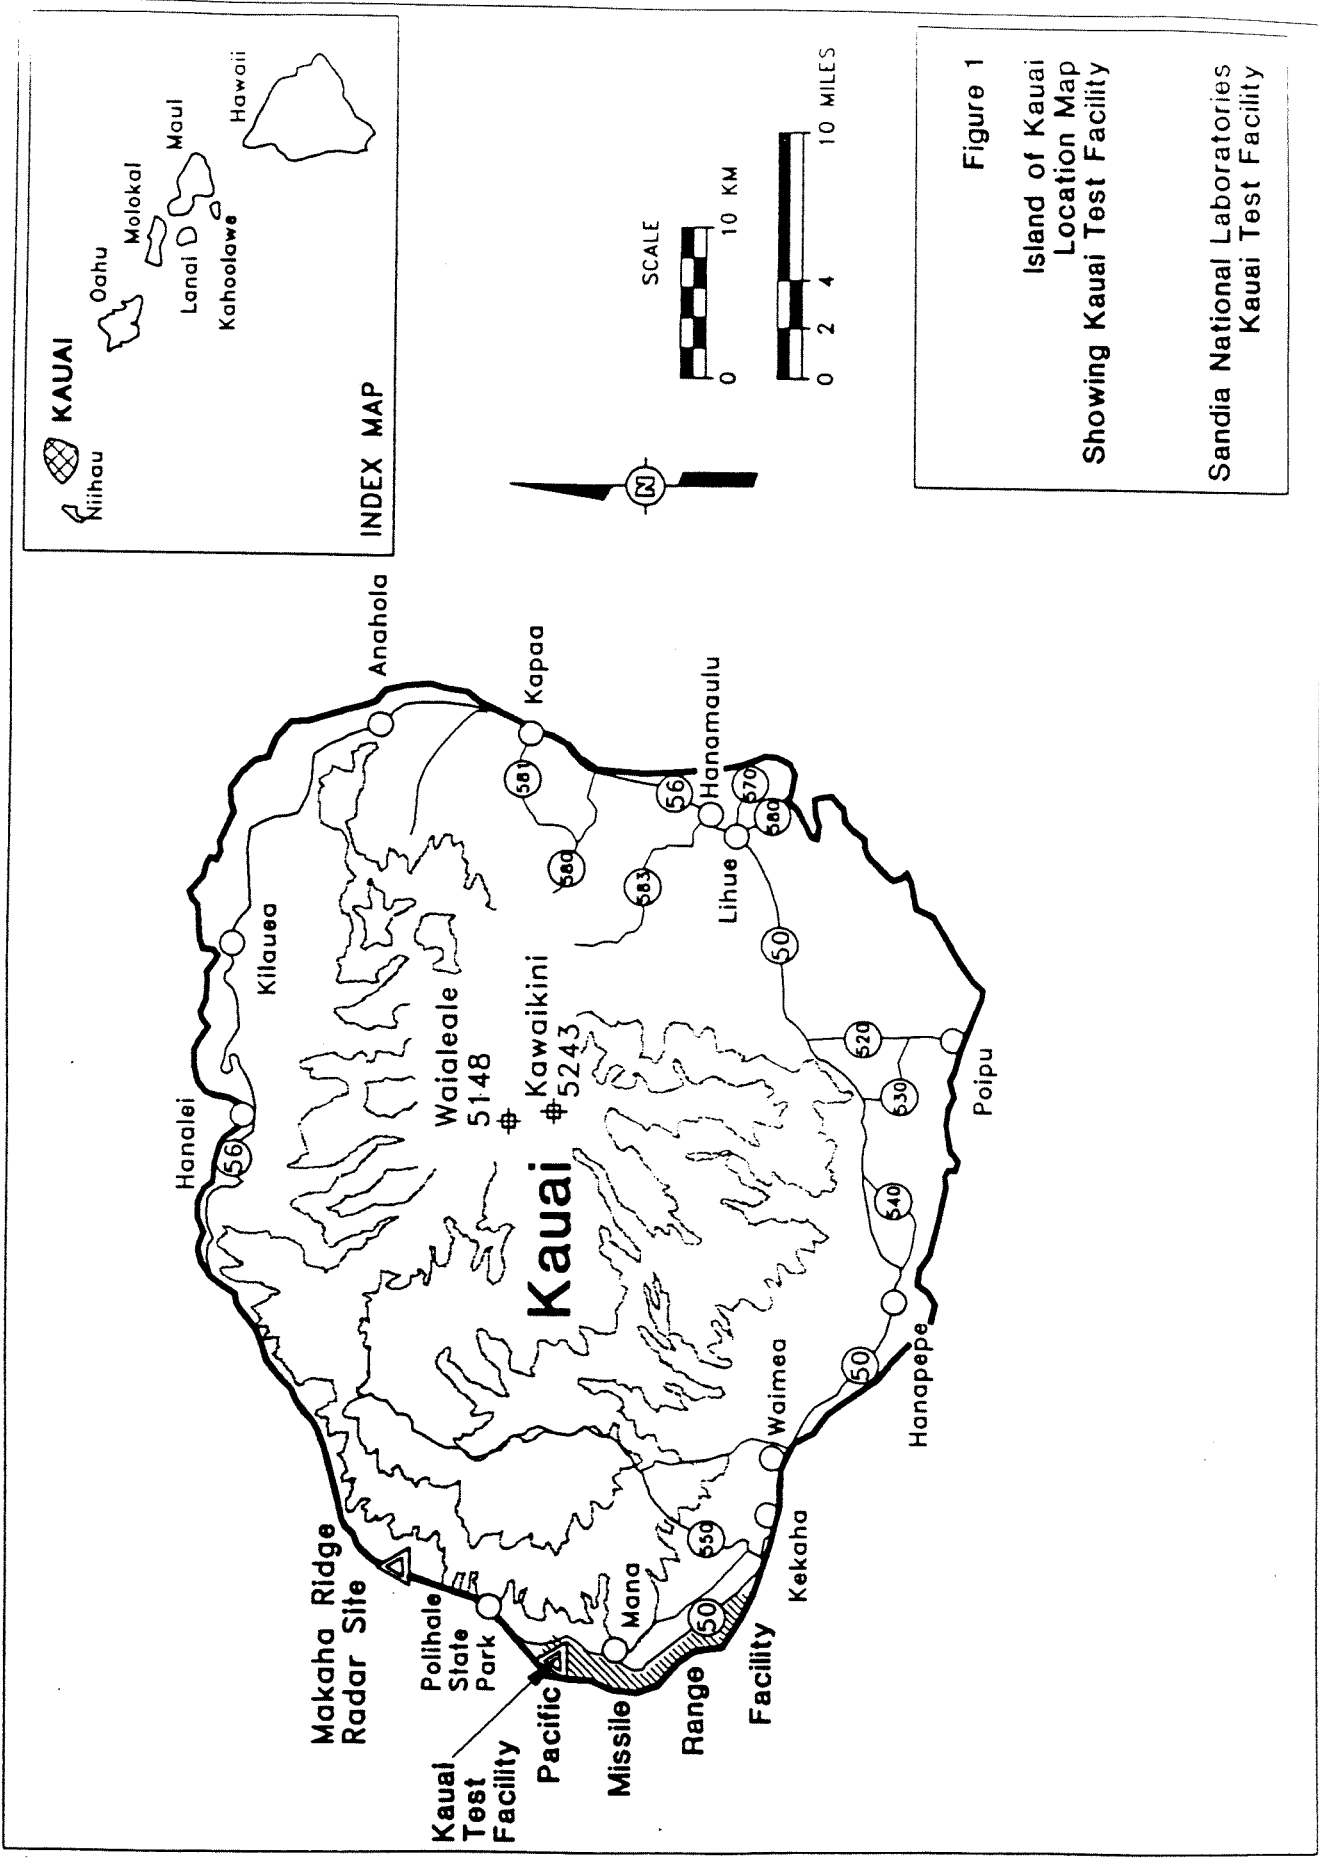 Makaha Ridge
Radar Site
Kauai
Test
Facility
Polihale
State
Park
Pacific
Missile
Range
Facility
Mana
50
550
Kekaha
Waimea
50
Hanapepe
540
530
520
Poipu
50
Lihue
580
570
Hanamaulu
56
583
580
581
Kapaa
Anahola
Kilauea
Hanalei
56
Waialeale
5148
Kawaikini
5243
Kauai
Niihau
KAUAI
Oahu
Molokai
Lanai
Maui
Kahoolawe
Hawaii
INDEX MAP
N
SCALE
0
10 KM
0
2
4
10 MILES
Figure 1
Island of Kauai
Location Map
Showing Kauai Test Facility
Sandia National Laboratories
Kauai Test Facility